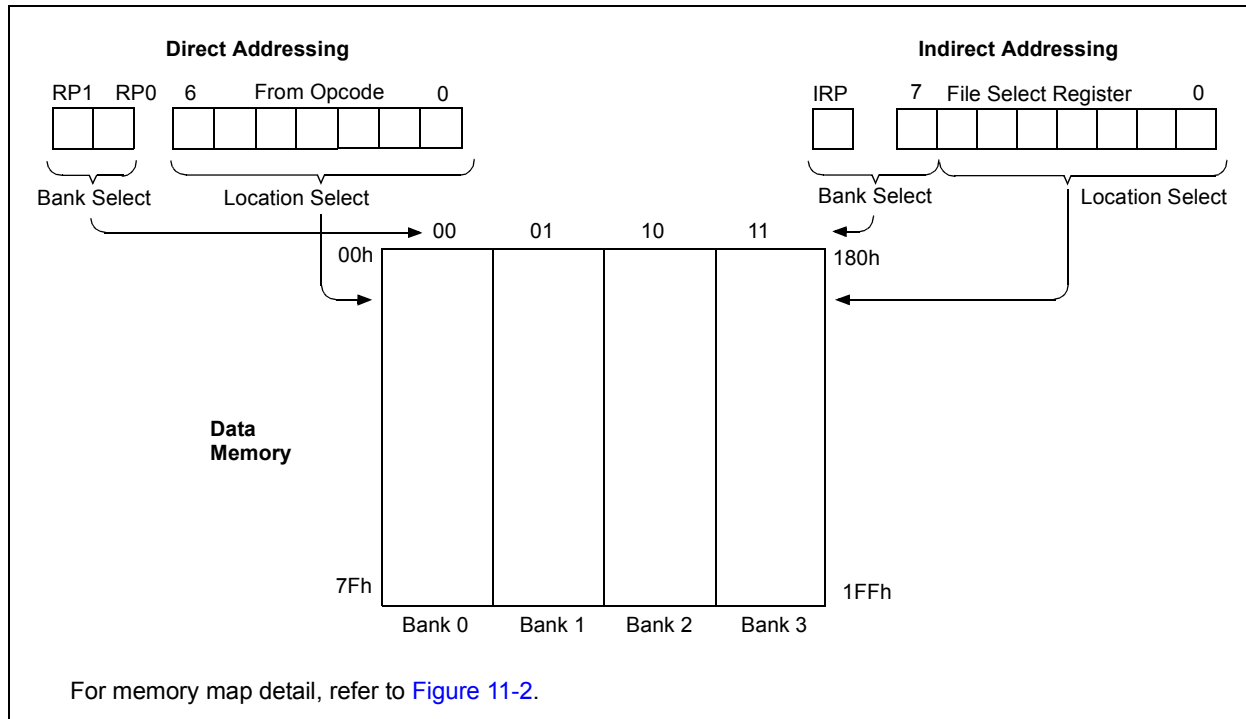 Direct Addressing
Indirect Addressing
RP1 RP0 6 From Opcode 0
IRP 7 File Select Register 0
Bank Select Location Select
Bank Select Location Select
00 01 10 11
00h 180h
Data
Memory
7Fh 1FFh
Bank 0 Bank 1 Bank 2 Bank 3
For memory map detail, refer to Figure 11-2.